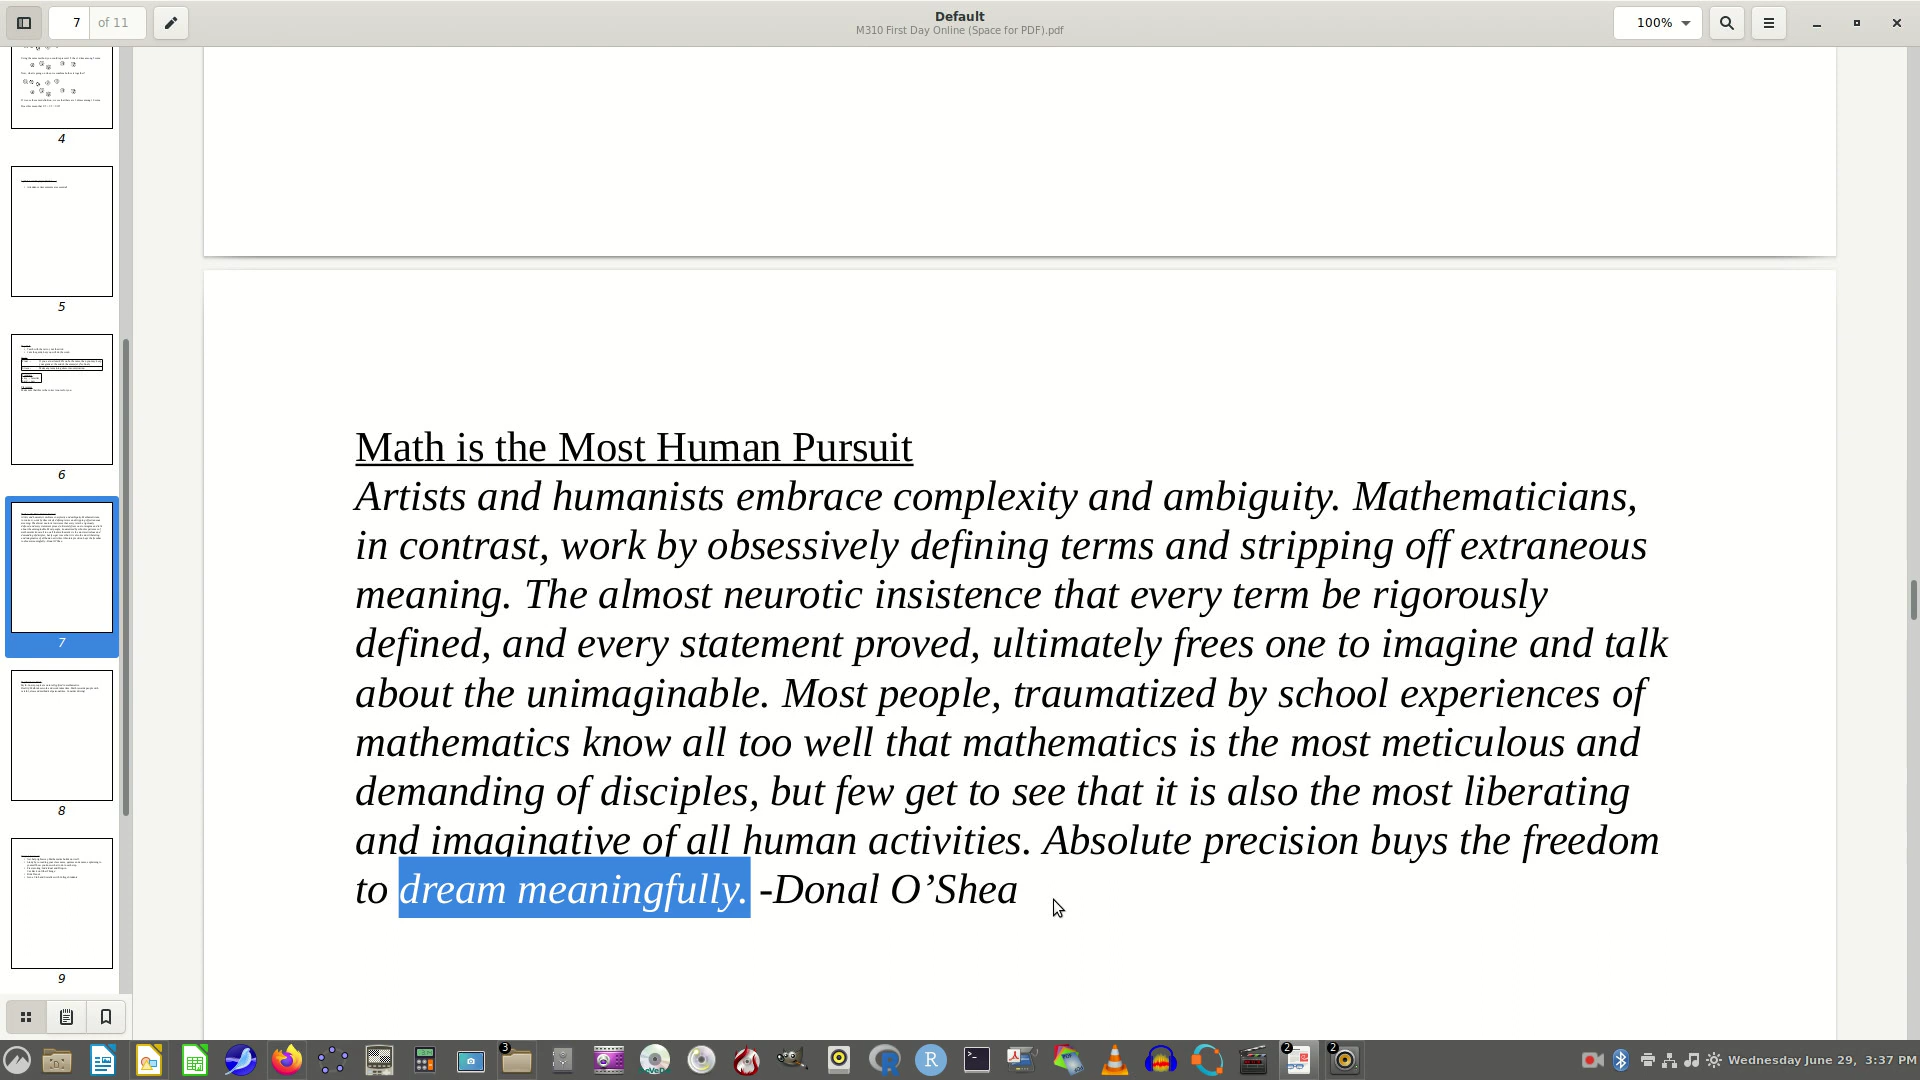 7 of 11
Default
M310 First Day Online (Space for PDF).pdf
100%
4
5
6
7
8
9
Math is the Most Human Pursuit
Artists and humanists embrace complexity and ambiguity. Mathematicians,
in contrast, work by obsessively defining terms and stripping off extraneous
meaning. The almost neurotic insistence that every term be rigorously
defined, and every statement proved, ultimately frees one to imagine and talk
about the unimaginable. Most people, traumatized by school experiences of
mathematics know all too well that mathematics is the most meticulous and
demanding of disciples, but few get to see that it is also the most liberating
and imaginative of all human activities. Absolute precision buys the freedom
to dream meaningfully. -Donal O’Shea
3
2
2
Wednesday June 29, 3:37 PM